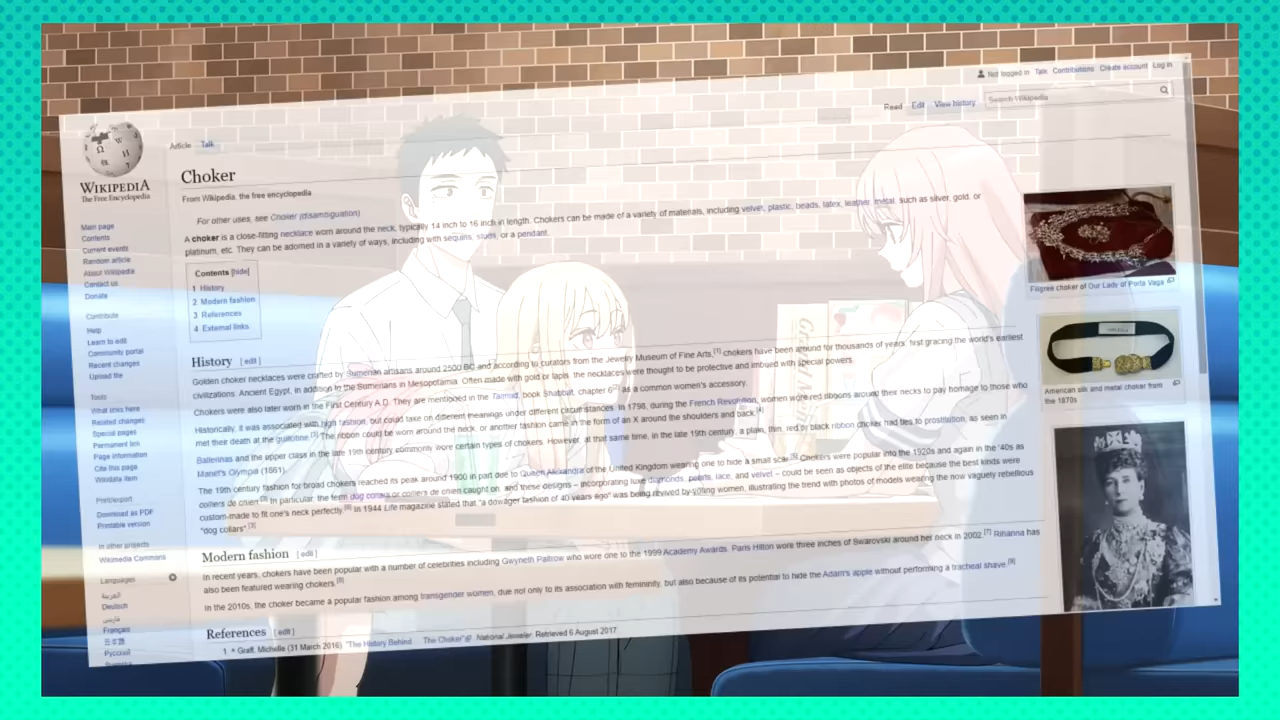 Not logged in Talk Contributions Create account Log in
Article Talk
Read Edit View history
Search Wikipedia
WIKIPEDIA
The Free Encyclopedia
Main page
Contents
Current events
Random article
About Wikipedia
Contact us
Donate
Contribute
Help
Learn to edit
Community portal
Recent changes
Upload file
Tools
What links here
Related changes
Special pages
Permanent link
Page information
Cite this page
Wikidata item
Print/export
Download as PDF
Printable version
In other projects
Wikimedia Commons
Languages
العربية
Deutsch
فارسی
Français
日本語
Русский
Choker
From Wikipedia, the free encyclopedia
For other uses, see Choker (disambiguation)
A choker is a close-fitting necklace worn around the neck, typically 14 inch to 16 inch in length. Chokers can be made of a variety of materials, including velvet, plastic, beads, latex, leather, metal, such as silver, gold, or
platinum, etc. They can be adorned in a variety of ways, including with sequins, studs, or a pendant.
Contents [hide]
1 History
2 Modern fashion
3 References
4 External links
Filigree choker of Our Lady of Porta Vaga
American silk and metal choker from
the 1870s
History [ edit ]
Golden choker necklaces were crafted by Sumerian artisans around 2500 BC and according to curators from the Jewelry Museum of Fine Arts,[1] chokers have been around for thousands of years, first gracing the world's earliest
civilizations. Ancient Egypt, in addition to the Sumerians in Mesopotamia. Often made with gold or lapis, the necklaces were thought to be protective and imbued with special powers.
Chokers were also later worn in the First Century A.D. They are mentioned in the Talmud, book Shabbat, chapter 6[2] as a common women's accessory.
Historically, it was associated with high fashion, but could take on different meanings under different circumstances. In 1798, during the French Revolution, women wore red ribbons around their necks to pay homage to those who
met their death at the guillotine.[3] The ribbon could be worn around the neck, or another fashion came in the form of an X around the shoulders and back.[4]
Ballerinas and the upper class in the late 19th century commonly wore certain types of chokers. However, at that same time, in the late 19th century, a plain, thin, red or black ribbon choker had ties to prostitution, as seen in
Manet's Olympia (1861).
The 19th century fashion for broad chokers reached its peak around 1900 in part due to Queen Alexandra of the United Kingdom wearing one to hide a small scar.[5] Chokers were popular into the 1920s and again in the '40s as
colliers de chien.[3] In particular, the term dog collars or colliers de chien caught on, and these designs – incorporating luxe diamonds, pearls, lace, and velvet – could be seen as objects of the elite because the best kinds were
custom-made to fit one's neck perfectly.[6] In 1944 Life magazine stated that "a dowager fashion of 40 years ago" was being revived by young women, illustrating the trend with photos of models wearing the now vaguely rebellious
"dog collars".[3]
Modern fashion [ edit ]
In recent years, chokers have been popular with a number of celebrities including Gwyneth Paltrow who wore one to the 1999 Academy Awards. Paris Hilton wore three inches of Swarovski around her neck in 2002.[7] Rihanna has
also been featured wearing chokers.[8]
In the 2010s, the choker became a popular fashion among transgender women, due not only to its association with femininity, but also because of its potential to hide the Adam's apple without performing a tracheal shave.[9]
References [ edit ]
1. ^ Graff, Michelle (31 March 2016). "The History Behind The Choker". National Jeweler. Retrieved 6 August 2017